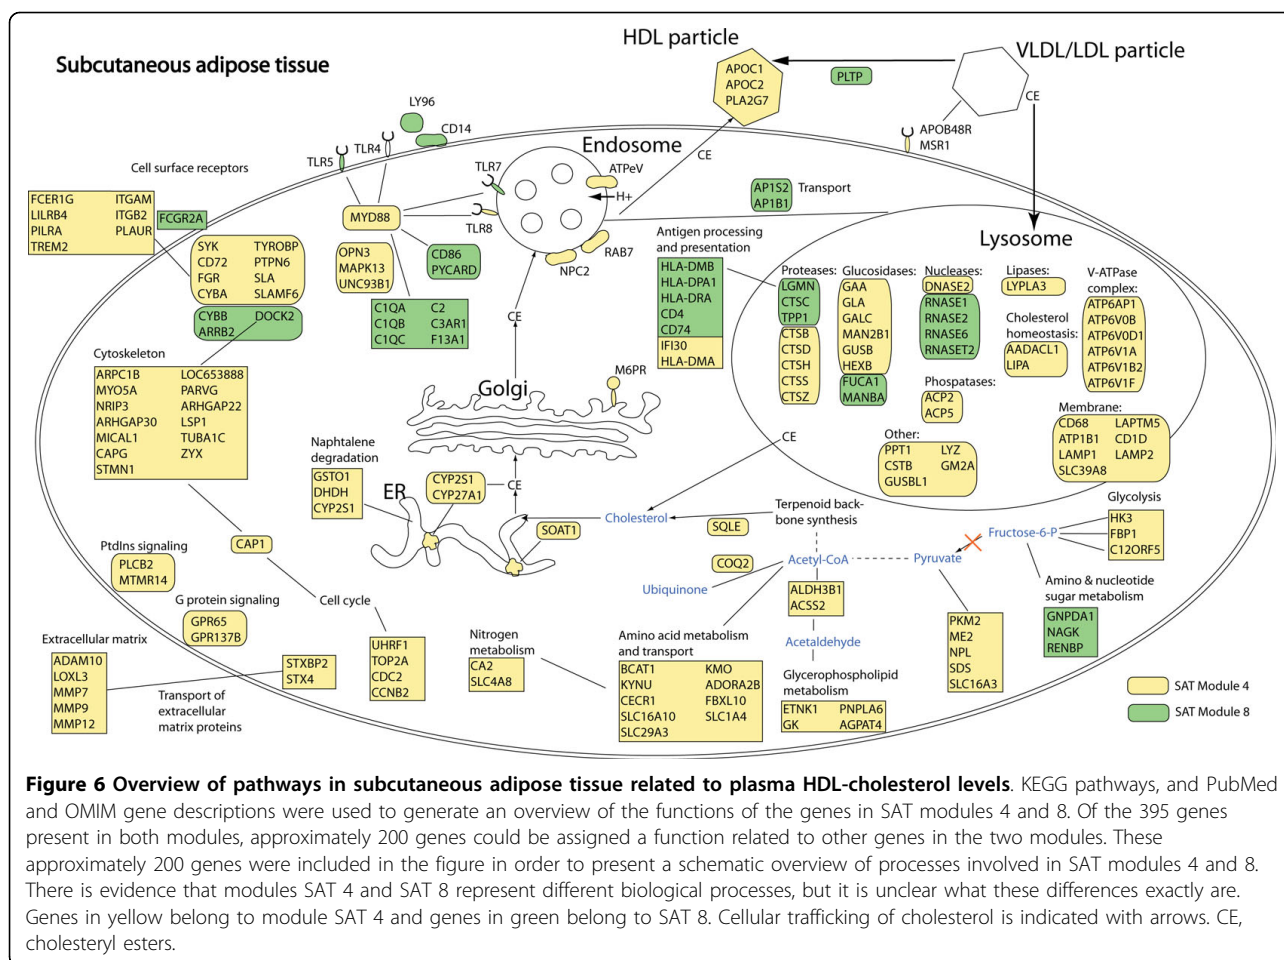 Subcutaneous adipose tissue
HDL particle
VLDL/LDL particle
APOC1
APOC2
PLA2G7
PLTP
CE
APOB48R
MSR1
LY96
CD14
TLR4
TLR5
Cell surface receptors
FCER1G ITGAM
LILRB4 ITGB2
PILRA PLAUR
TREM2
FCGR2A
SYK TYROBP
CD72 PTPN6
FGR SLA
CYBA SLAMF6
CYBB DOCK2
ARRB2
MYD88
OPN3
MAPK13
UNC93B1
CD86
PYCARD
C1QA C2
C1QB C3AR1
C1QC F13A1
Endosome
TLR7
TLR8
ATPeV
H+
RAB7
NPC2
CE
CE
AP1S2
AP1B1
Transport
Antigen processing
and presentation
HLA-DMB
HLA-DPA1
HLA-DRA
CD4
CD74
IFI30
HLA-DMA
Lysosome
Proteases:
LGMN
CTSC
TPP1
CTSB
CTSD
CTSH
CTSS
CTSZ
Glucosidases:
GAA
GLA
GALC
MAN2B1
GUSB
HEXB
FUCA1
MANBA
Nucleases:
DNASE2
RNASE1
RNASE2
RNASE6
RNASET2
Phospatases:
ACP2
ACP5
Lipases:
LYPLA3
Cholesterol
homeostasis:
AADACL1
LIPA
V-ATPase
complex:
ATP6AP1
ATP6V0B
ATP6V0D1
ATP6V1A
ATP6V1B2
ATP6V1F
Membrane:
CD68 LAPTM5
ATP1B1 CD1D
LAMP1 LAMP2
SLC39A8
Other:
PPT1 LYZ
CSTB GM2A
GUSBL1
CE
Cytoskeleton
ARPC1B LOC653888
MYO5A PARVG
NRIP3 ARHGAP22
ARHGAP30 LSP1
MICAL1 TUBA1C
CAPG ZYX
STMN1
Golgi
M6PR
Naphtalene
degradation
GSTO1
DHDH
CYP2S1
ER
CYP2S1
CYP27A1
CE
SOAT1
Cholesterol
SQLE
Terpenoid back-
bone synthesis
COQ2
Ubiquinone
Acetyl-CoA
Pyruvate
Fructose-6-P
Glycolysis
HK3
FBP1
C12ORF5
ALDH3B1
ACSS2
Acetaldehyde
Amino & nucleotide
sugar metabolism
GNPDA1
NAGK
RENBP
CAP1
PtdIns signaling
PLCB2
MTMR14
G protein signaling
GPR65
GPR137B
Cell cycle
UHRF1
TOP2A
CDC2
CCNB2
Extracellular matrix
ADAM10
LOXL3
MMP7
MMP9
MMP12
STXBP2
STX4
Transport of
extracellular
matrix proteins
Nitrogen
metabolism
CA2
SLC4A8
Amino acid metabolism
and transport
BCAT1 KMO
KYNU ADORA2B
CECR1 FBXL10
SLC16A10 SLC1A4
SLC29A3
Glycerophospholipid
metabolism
ETNK1 PNPLA6
GK AGPAT4
PKM2
ME2
NPL
SDS
SLC16A3
SAT Module 4
SAT Module 8
Figure 6 Overview of pathways in subcutaneous adipose tissue related to plasma HDL-cholesterol levels. KEGG pathways, and PubMed
and OMIM gene descriptions were used to generate an overview of the functions of the genes in SAT modules 4 and 8. Of the 395 genes
present in both modules, approximately 200 genes could be assigned a function related to other genes in the two modules. These
approximately 200 genes were included in the figure in order to present a schematic overview of processes involved in SAT modules 4 and 8.
There is evidence that modules SAT 4 and SAT 8 represent different biological processes, but it is unclear what these differences exactly are.
Genes in yellow belong to module SAT 4 and genes in green belong to SAT 8. Cellular trafficking of cholesterol is indicated with arrows. CE,
cholesteryl esters.